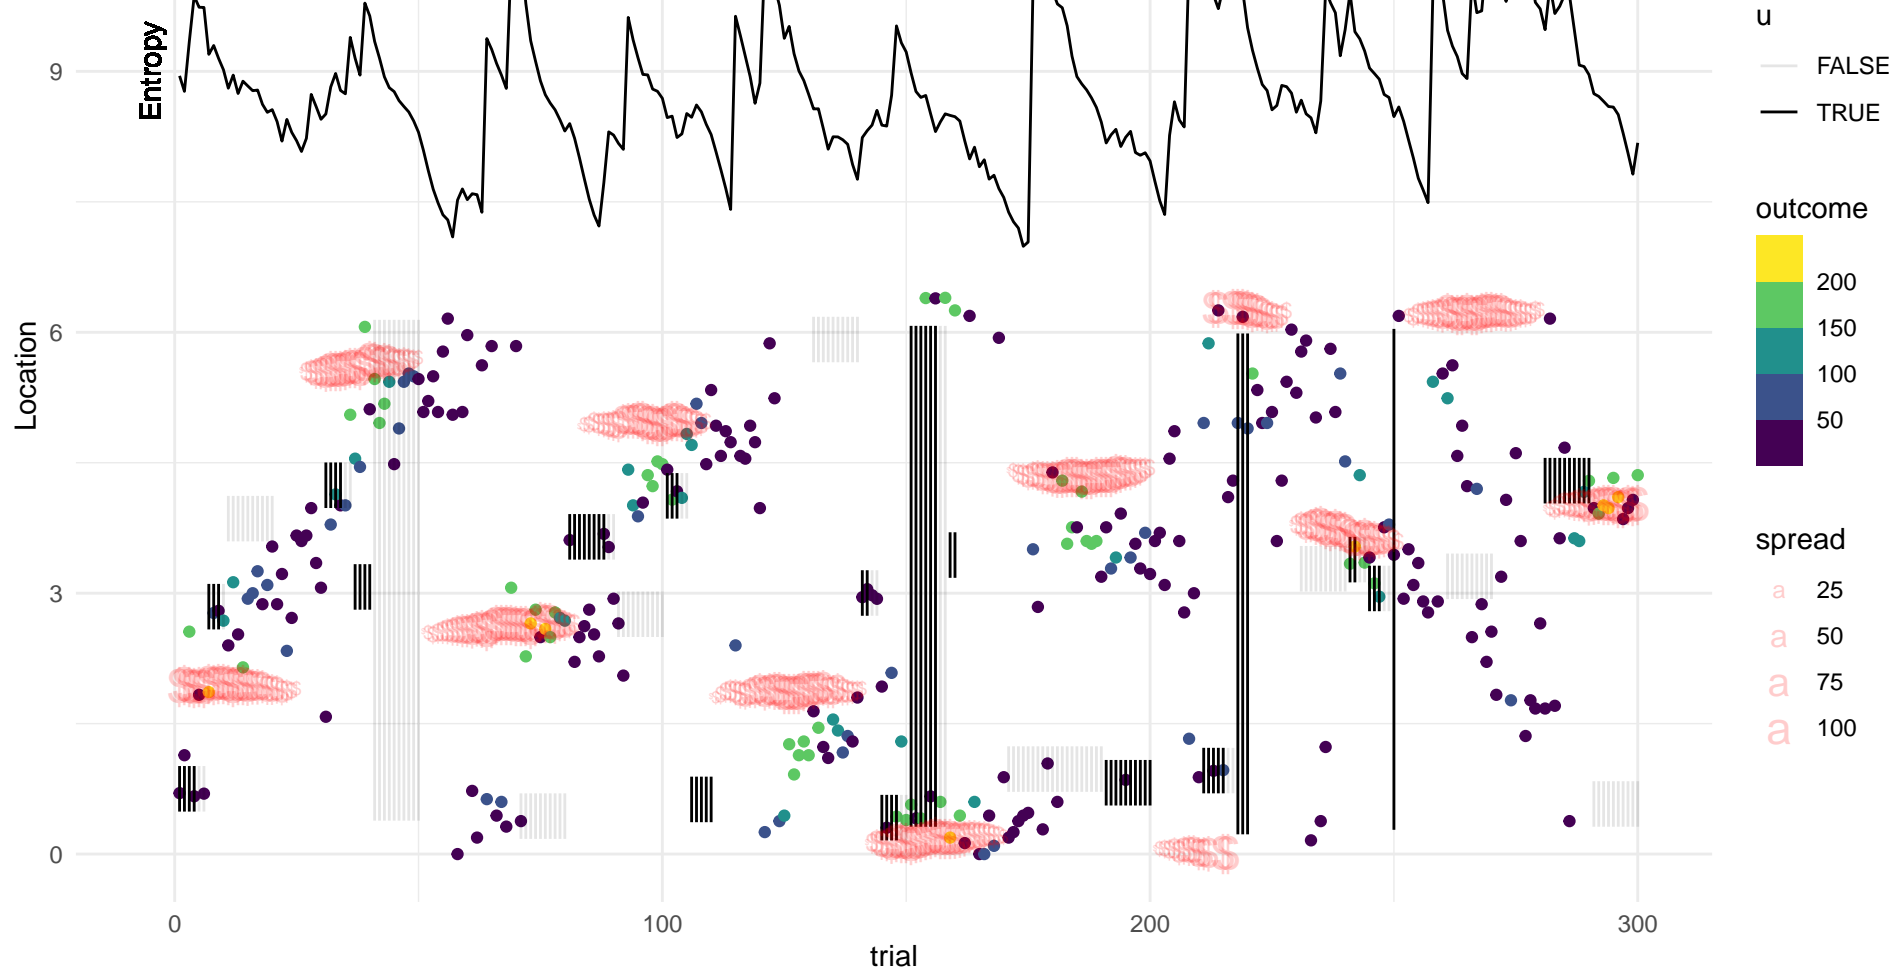 u
FALSE
TRUE
outcome
200
150
100
50
spread
a 25
a 50
a 75
a 100
Entropy
Location
9
6
3
0
0 100 200 300
trial